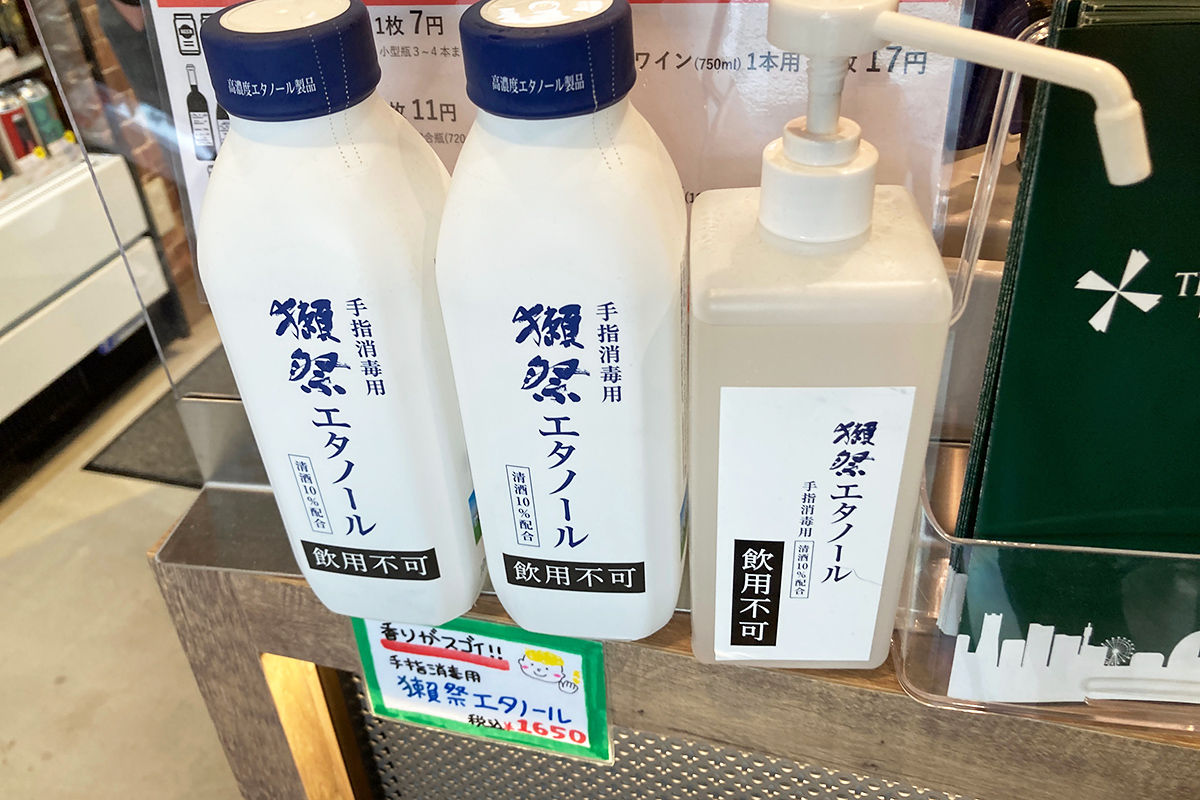 1枚 7円
小型瓶3~4本ま
枚 11円
合瓶(720
ワイン(750ml) 1本用
17円
高濃度エタノール製品
手指消毒用
獺祭エタノール
清酒10%配合
飲用不可
高濃度エタノール製品
手指消毒用
獺祭エタノール
清酒10%配合
飲用不可
獺祭エタノール
手指消毒用
清酒10%配合
飲用不可
香りがスゴイ!!
手指消毒用
獺祭エタノール
税込¥1650